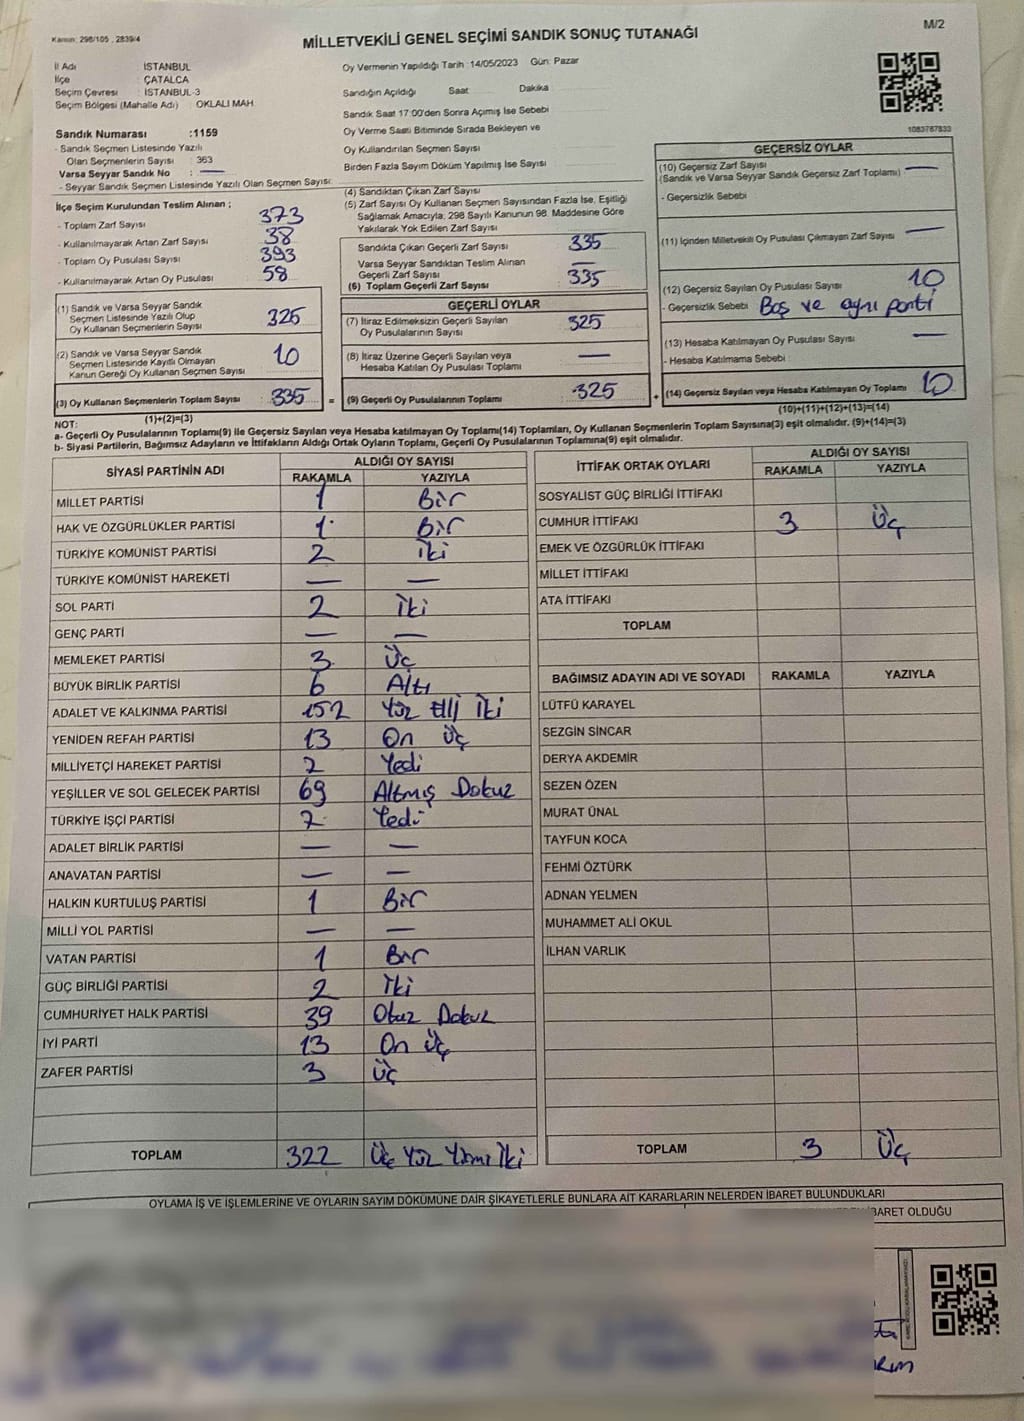 Kanun: 298/105 , 2839/4
M/2
MİLLETVEKİLİ GENEL SEÇİMİ SANDIK SONUÇ TUTANAĞI
İl Adı : İSTANBUL
İlçe : ÇATALCA
Seçim Çevresi : İSTANBUL-3
Seçim Bölgesi (Mahalle Adı) : OKLALI MAH.
Sandık Numarası :1159
- Sandık Seçmen Listesinde Yazılı
Olan Seçmenlerin Sayısı : 363
Varsa Seyyar Sandık No : —
- Seyyar Sandık Seçmen Listesinde Yazılı Olan Seçmen Sayısı:
Oy Vermenin Yapıldığı Tarih :14/05/2023 Gün: Pazar
Sandığın Açıldığı Saat Dakika
Sandık Saat 17:00'den Sonra Açımış İse Sebebi
Oy Verme Saati Bitiminde Sırada Bekleyen ve
Oy Kullandırılan Seçmen Sayısı
Birden Fazla Sayım Döküm Yapılmış İse Sayısı
1083787833
İlçe Seçim Kurulundan Teslim Alınan ;
- Toplam Zarf Sayısı : 373
- Kullanılmayarak Artan Zarf Sayısı : 38
- Toplam Oy Pusulası Sayısı : 393
- Kullanılmayarak Artan Oy Pusulası : 58
(1) Sandık ve Varsa Seyyar Sandık
Seçmen Listesinde Yazılı Olup
Oy Kullanan Seçmenlerin Sayısı : 325
(2) Sandık ve Varsa Seyyar Sandık
Seçmen Listesinde Kayıtlı Olmayan
Kanun Gereği Oy Kullanan Seçmen Sayısı : 10
(3) Oy Kullanan Seçmenlerin Toplam Sayısı : 335 =
(1)+(2)=(3)
(4) Sandıktan Çıkan Zarf Sayısı
(5) Zarf Sayısı Oy Kullanan Seçmen Sayısından Fazla İse, Eşitliği
Sağlamak Amacıyla; 298 Sayılı Kanunun 98. Maddesine Göre
Yakılarak Yok Edilen Zarf Sayısı
Sandıkta Çıkan Geçerli Zarf Sayısı : 335
Varsa Seyyar Sandıktan Teslim Alınan
Geçerli Zarf Sayısı : —
(6) Toplam Geçerli Zarf Sayısı : 335
GEÇERLİ OYLAR
(7) İtiraz Edilmeksizin Geçerli Sayılan
Oy Pusulalarının Sayısı : 325
(8) İtiraz Üzerine Geçerli Sayılan veya
Hesaba Katılan Oy Pusulası Toplamı : —
(9) Geçerli Oy Pusulalarının Toplamı : 325 +
GEÇERSİZ OYLAR
(10) Geçersiz Zarf Sayısı
(Sandık ve Varsa Seyyar Sandık Geçersiz Zarf Toplamı) : —
- Geçersizlik Sebebi :
(11) İçinden Milletvekili Oy Pusulası Çıkmayan Zarf Sayısı : —
(12) Geçersiz Sayılan Oy Pusulası Sayısı : 10
- Geçersizlik Sebebi : Boş ve aynı parti
(13) Hesaba Katılmayan Oy Pusulası Sayısı : —
- Hesaba Katılmama Sebebi :
(14) Geçersiz Sayılan veya Hesaba Katılmayan Oy Toplamı : 10
(10)+(11)+(12)+(13)=(14)
NOT:
a- Geçerli Oy Pusulalarının Toplamı(9) ile Geçersiz Sayılan veya Hesaba katılmayan Oy Toplamı(14) Toplamları, Oy Kullanan Seçmenlerin Toplam Sayısına(3) eşit olmalıdır. (9)+(14)=(3)
b- Siyasi Partilerin, Bağımsız Adayların ve İttifakların Aldığı Ortak Oyların Toplamı, Geçerli Oy Pusulalarının Toplamına(9) eşit olmalıdır.
SİYASİ PARTİNİN ADI ALDIĞI OY SAYISI
RAKAMLA YAZIYLA
MİLLET PARTİSİ 1 Bir
HAK VE ÖZGÜRLÜKLER PARTİSİ 1 Bir
TÜRKİYE KOMÜNİST PARTİSİ 2 İki
TÜRKİYE KOMÜNİST HAREKETİ — —
SOL PARTİ 2 İki
GENÇ PARTİ — —
MEMLEKET PARTİSİ 3 Üç
BÜYÜK BİRLİK PARTİSİ 6 Altı
ADALET VE KALKINMA PARTİSİ 152 Yüz Elli İki
YENİDEN REFAH PARTİSİ 13 On Üç
MİLLİYETÇİ HAREKET PARTİSİ 7 Yedi
YEŞİLLER VE SOL GELECEK PARTİSİ 69 Altmış Dokuz
TÜRKİYE İŞÇİ PARTİSİ 7 Yedi
ADALET BİRLİK PARTİSİ — —
ANAVATAN PARTİSİ — —
HALKIN KURTULUŞ PARTİSİ 1 Bir
MİLLİ YOL PARTİSİ — —
VATAN PARTİSİ 1 Bir
GÜÇ BİRLİĞİ PARTİSİ 2 İki
CUMHURİYET HALK PARTİSİ 39 Otuz Dokuz
İYİ PARTİ 13 On Üç
ZAFER PARTİSİ 3 Üç
TOPLAM 322 Üç Yüz Yirmi İki
İTTİFAK ORTAK OYLARI ALDIĞI OY SAYISI
RAKAMLA YAZIYLA
SOSYALİST GÜÇ BİRLİĞİ İTTİFAKI
CUMHUR İTTİFAKI 3 Üç
EMEK VE ÖZGÜRLÜK İTTİFAKI
MİLLET İTTİFAKI
ATA İTTİFAKI
TOPLAM
BAĞIMSIZ ADAYIN ADI VE SOYADI RAKAMLA YAZIYLA
LÜTFÜ KARAYEL
SEZGİN SİNCAR
DERYA AKDEMİR
SEZEN ÖZEN
MURAT ÜNAL
TAYFUN KOCA
FEHMİ ÖZTÜRK
ADNAN YELMEN
MUHAMMET ALİ OKUL
İLHAN VARLIK
TOPLAM 3 Üç
OYLAMA İŞ VE İŞLEMLERİNE VE OYLARIN SAYIM DÖKÜMÜNE DAİR ŞİKAYETLERLE BUNLARA AİT KARARLARIN NELERDEN İBARET BULUNDUKLARI
İBARET OLDUĞU